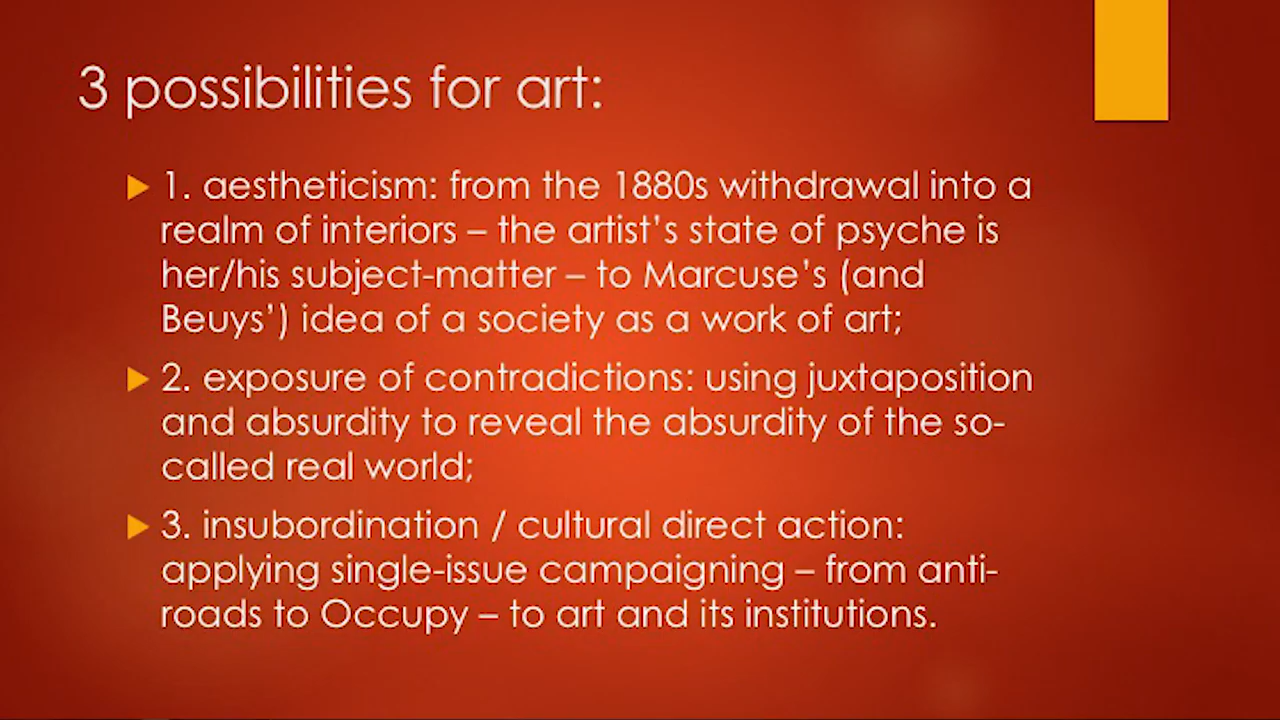 3 possibilities for art:
1. aestheticism: from the 1880s withdrawal into a
realm of interiors – the artist’s state of psyche is
her/his subject-matter – to Marcuse’s (and
Beuys’) idea of a society as a work of art;
2. exposure of contradictions: using juxtaposition
and absurdity to reveal the absurdity of the so-
called real world;
3. insubordination / cultural direct action:
applying single-issue campaigning – from anti-
roads to Occupy – to art and its institutions.